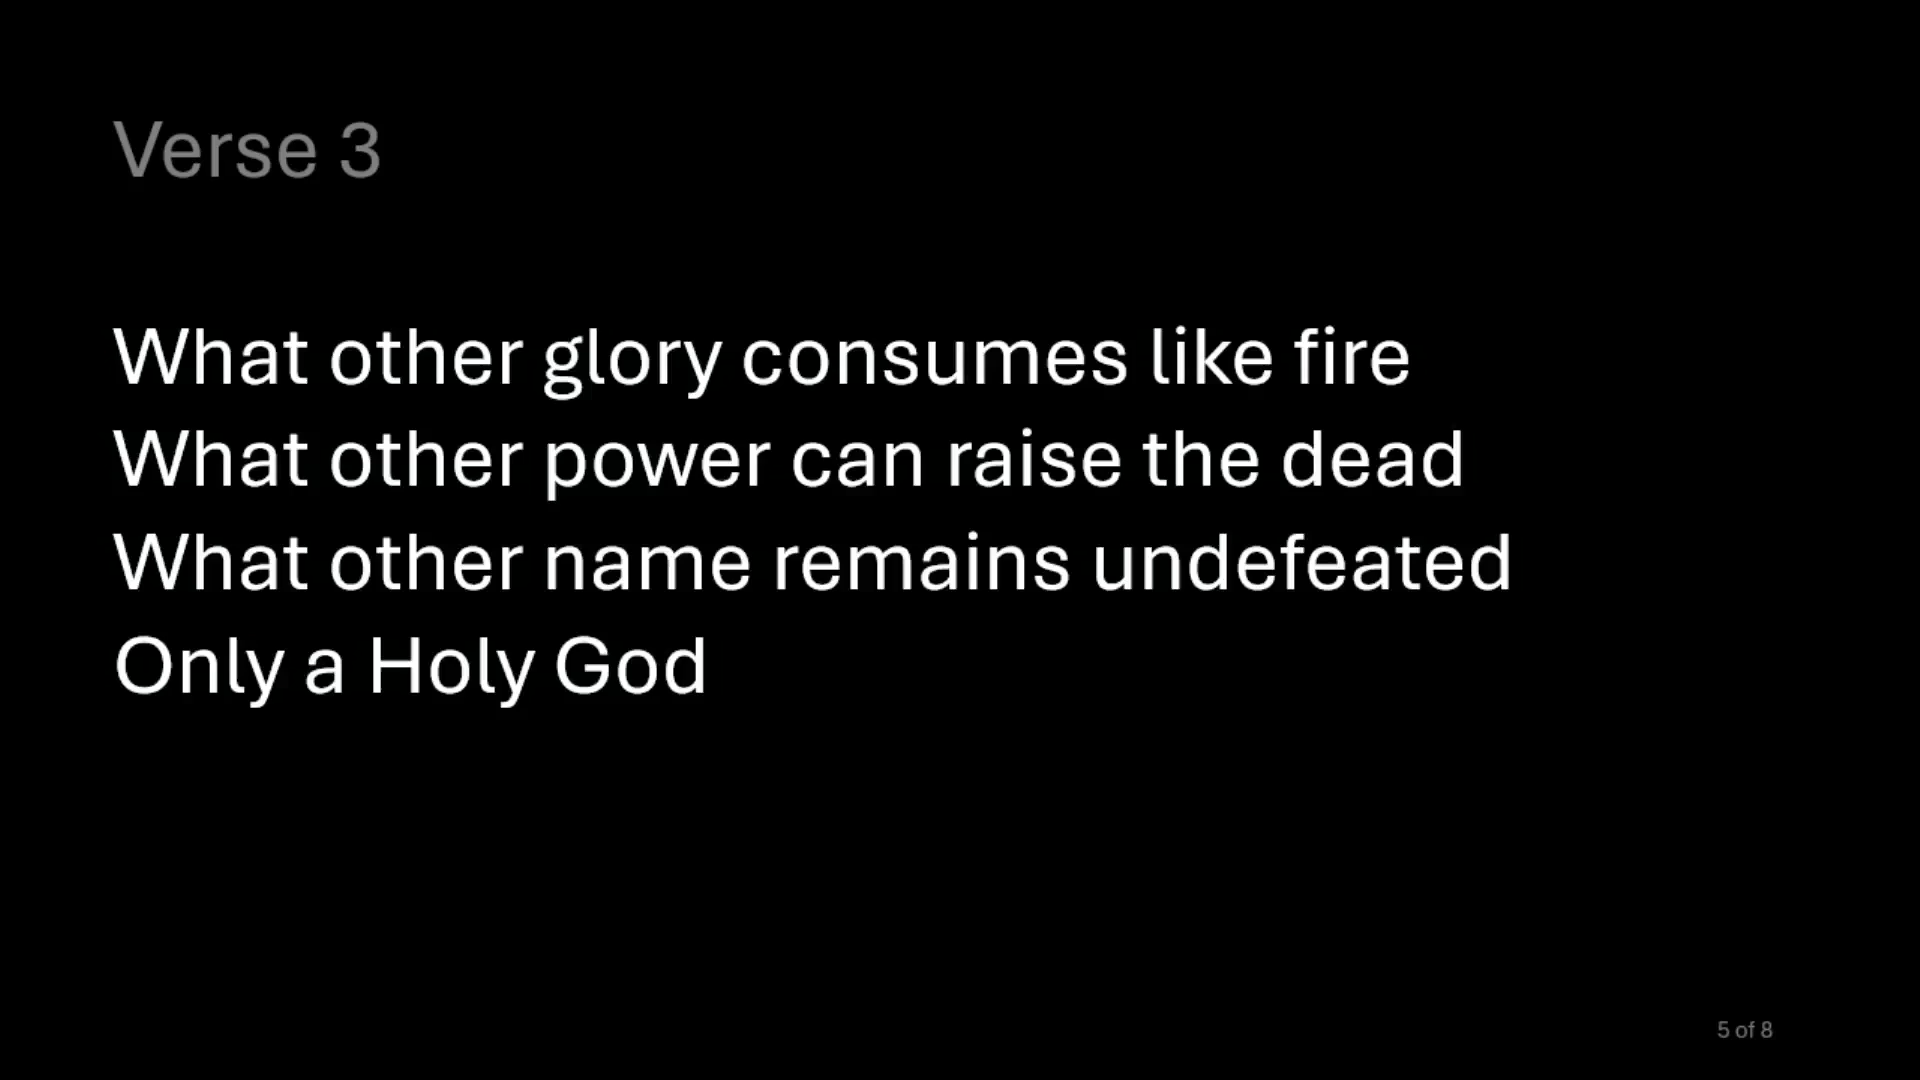 Verse 3
What other glory consumes like fire
What other power can raise the dead
What other name remains undefeated
Only a Holy God
5 of 8